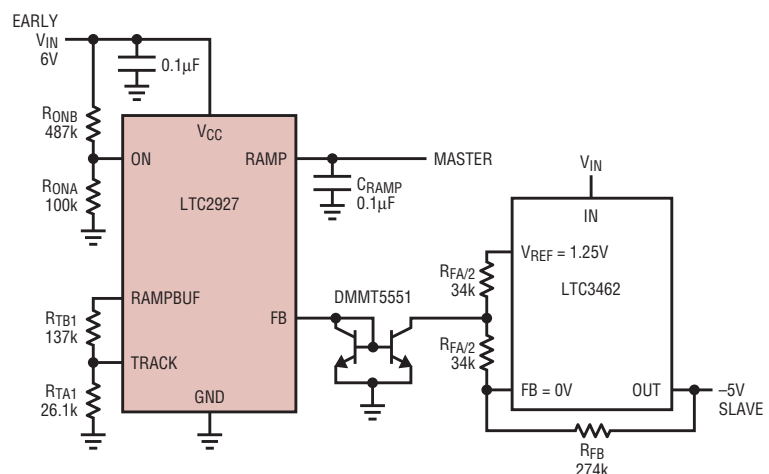 EARLY
VIN
6V
0.1µF
RONB
487k
RONA
100k
VCC
ON
RAMP
LTC2927
MASTER
CRAMP
0.1µF
RAMPBUF
FB
TRACK
GND
RTB1
137k
RTA1
26.1k
DMMT5551
VIN
IN
VREF = 1.25V
LTC3462
RFA/2
34k
RFA/2
34k
FB = 0V
OUT
–5V
SLAVE
RFB
274k